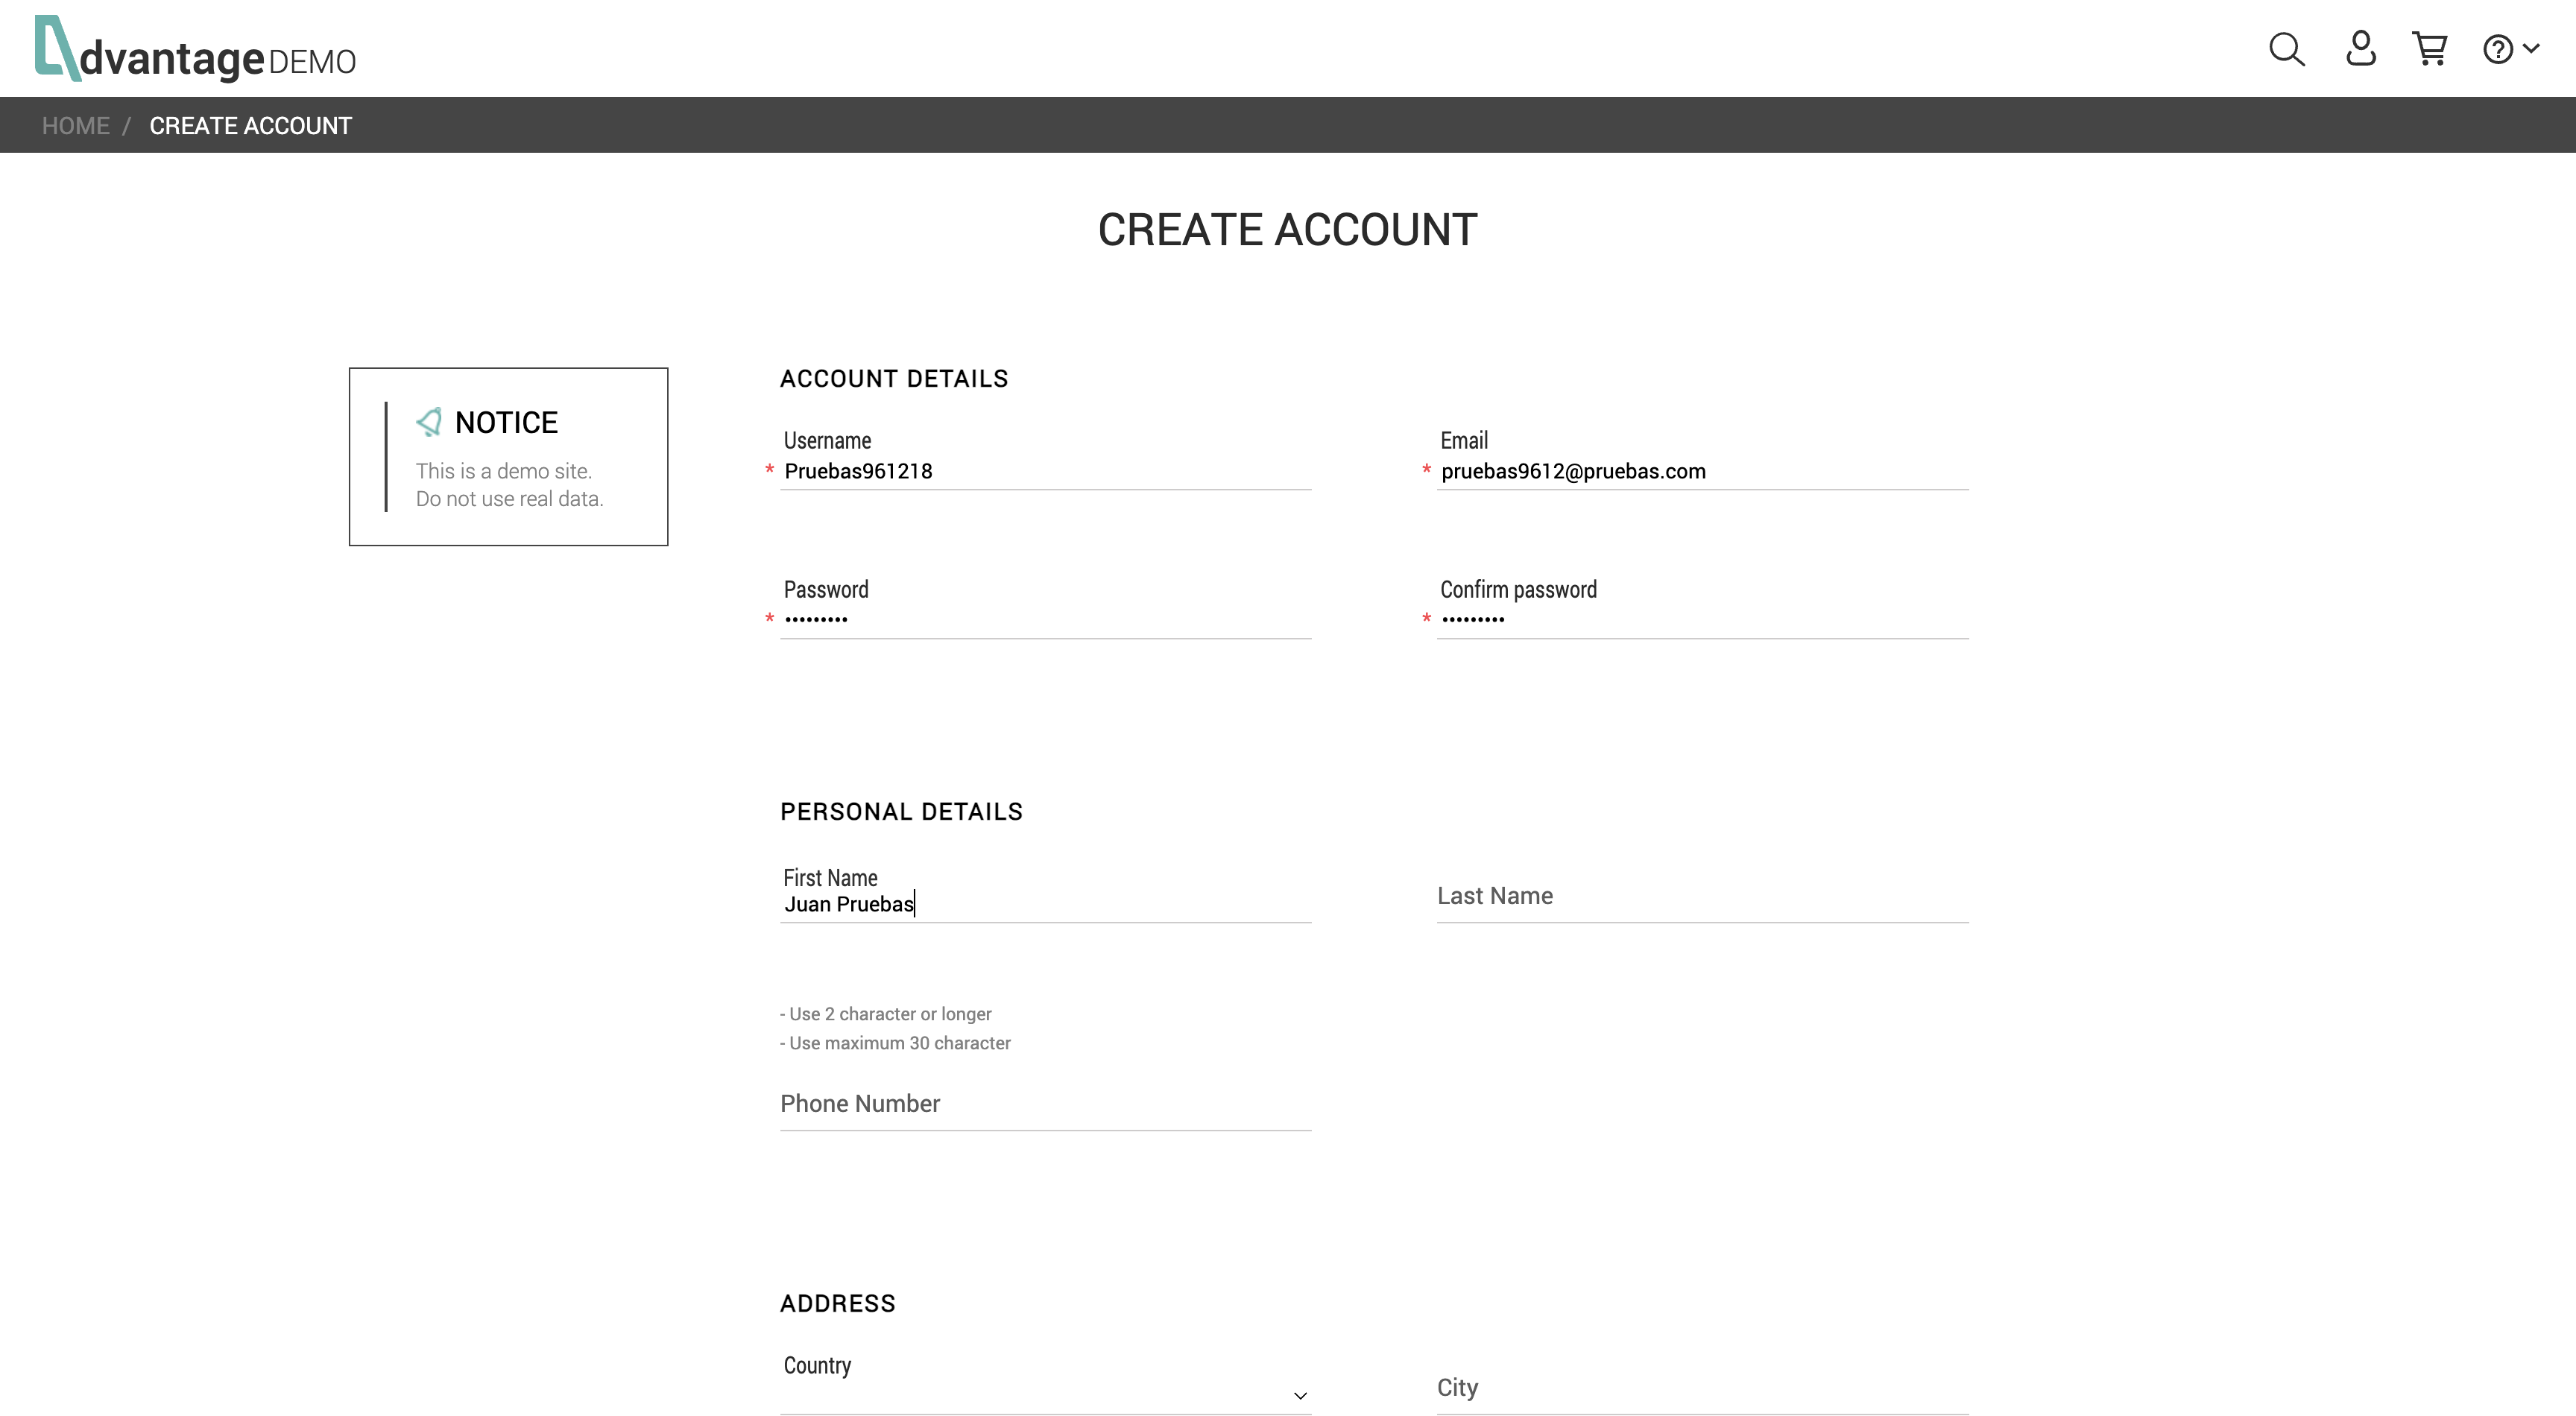 dvantage DEMO
HOME / CREATE ACCOUNT
CREATE ACCOUNT
NOTICE
This is a demo site.
Do not use real data.
ACCOUNT DETAILS
Username
* Pruebas961218
Email
* pruebas9612@pruebas.com
Password
* •••••••••
Confirm password
* •••••••••
PERSONAL DETAILS
First Name
Juan Pruebas
Last Name
- Use 2 character or longer
- Use maximum 30 character
Phone Number
ADDRESS
Country
City